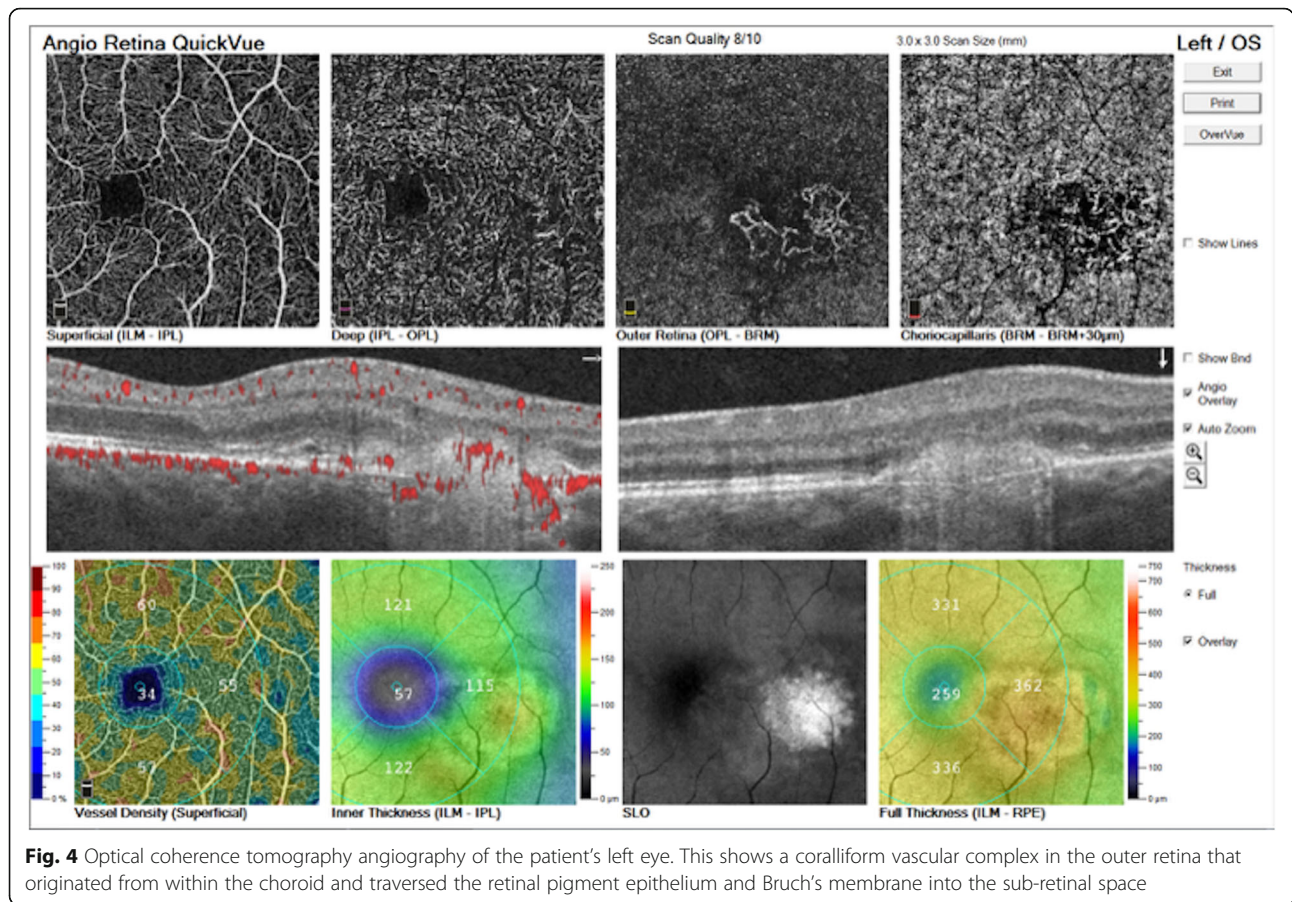 Angio Retina QuickVue
Scan Quality 8/10
3.0 x 3.0 Scan Size (mm)
Left / OS
Exit
Print
OverVue
Show Lines
Superficial (ILM - IPL)
Deep (IPL - OPL)
Outer Retina (OPL - BRM)
Choriocapillaris (BRM - BRM+30µm)
Show Bnd
Angio
Overlay
Auto Zoom
100
90
80
70
60
50
40
30
20
10
0 %
60
34
55
57
Vessel Density (Superficial)
121
57
115
122
Inner Thickness (ILM - IPL)
250
200
150
100
50
0 µm
SLO
331
259
362
336
Full Thickness (ILM - RPE)
750
700
600
500
400
300
200
100
0 µm
Thickness
Full
Overlay
Fig. 4 Optical coherence tomography angiography of the patient's left eye. This shows a coralliform vascular complex in the outer retina that
originated from within the choroid and traversed the retinal pigment epithelium and Bruch's membrane into the sub-retinal space